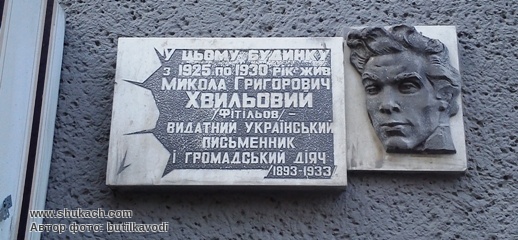 У ЦЬОМУ БУДИНКУ
З 1925 ПО 1930 РІК ЖИВ
МИКОЛА ГРИГОРОВИЧ
ХВИЛЬОВИЙ
/ФІТІЛЬОВ/ –
ВИДАТНИЙ УКРАЇНСЬКИЙ
ПИСЬМЕННИК
І ГРОМАДСЬКИЙ ДІЯЧ
/1893-1933/
www.shukach.com
Автор фото: butilkavodi